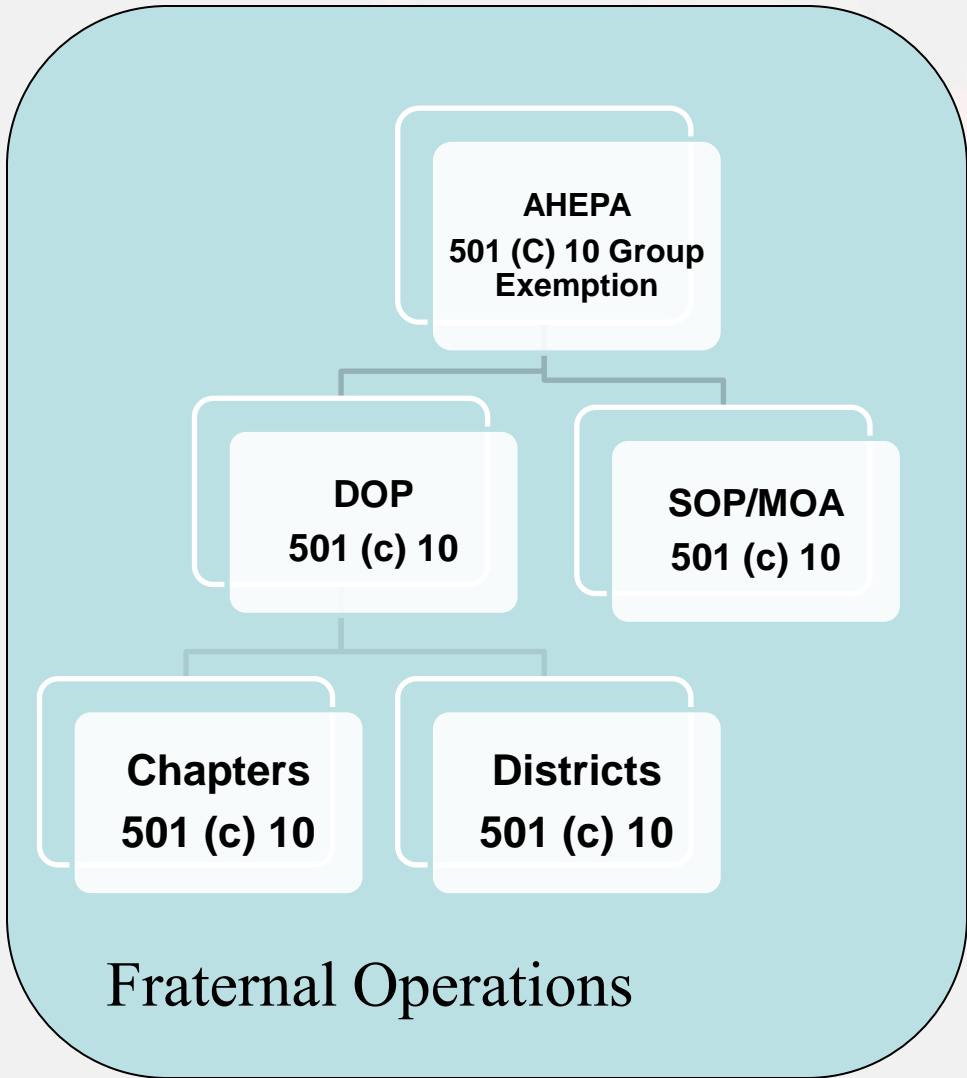 AHEPA
501 (C) 10 Group
Exemption
DOP
501 (c) 10
SOP/MOA
501 (c) 10
Chapters
501 (c) 10
Districts
501 (c) 10
Fraternal Operations